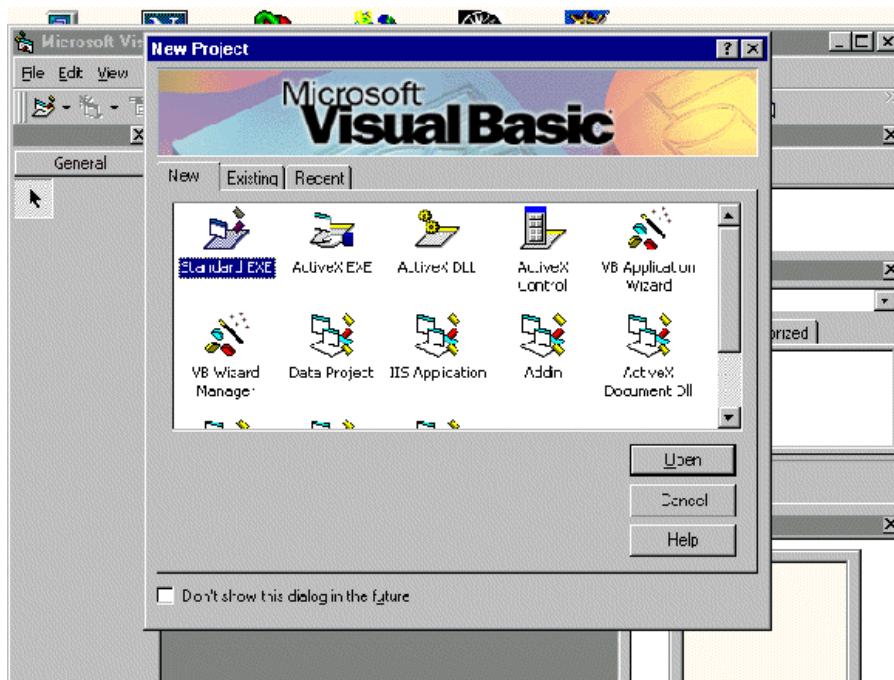 Microsoft Vis
New Project
File Edit View
Microsoft
Visual Basic
General
New Existing Recent
Standard EXE ActiveX EXE ActiveX DLL ActiveX Control VB Application Wizard
VB Wizard Manager Data Project IIS Application Addin ActiveX Document Dll
orized
Open
Cancel
Help
Don't show this dialog in the future